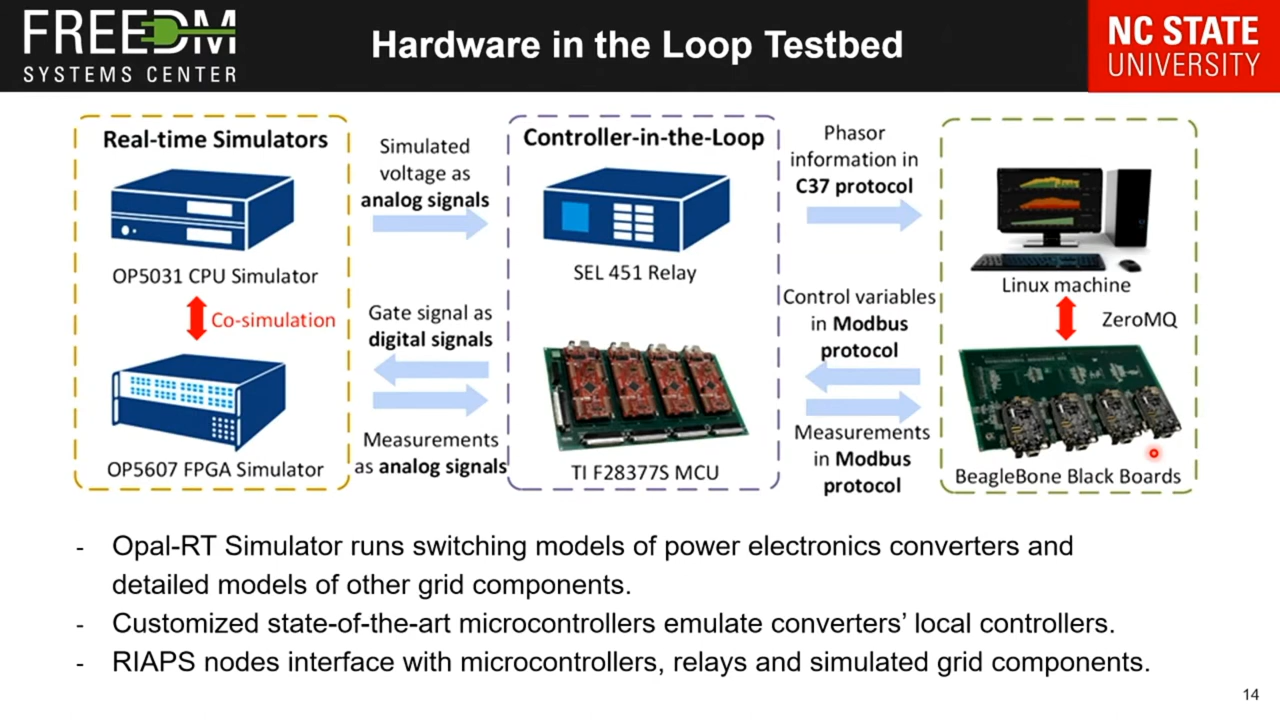 FREEDM
SYSTEMS CENTER
Hardware in the Loop Testbed
NC STATE
UNIVERSITY
Real-time Simulators
OP5031 CPU Simulator
Co-simulation
OP5607 FPGA Simulator
Simulated
voltage as
analog signals
Gate signal as
digital signals
Measurements
as analog signals
Controller-in-the-Loop
SEL 451 Relay
TI F28377S MCU
Phasor
information in
C37 protocol
Control variables
in Modbus
protocol
Measurements
in Modbus
protocol
Linux machine
ZeroMQ
BeagleBone Black Boards
- Opal-RT Simulator runs switching models of power electronics converters and
detailed models of other grid components.
- Customized state-of-the-art microcontrollers emulate converters’ local controllers.
- RIAPS nodes interface with microcontrollers, relays and simulated grid components.
14